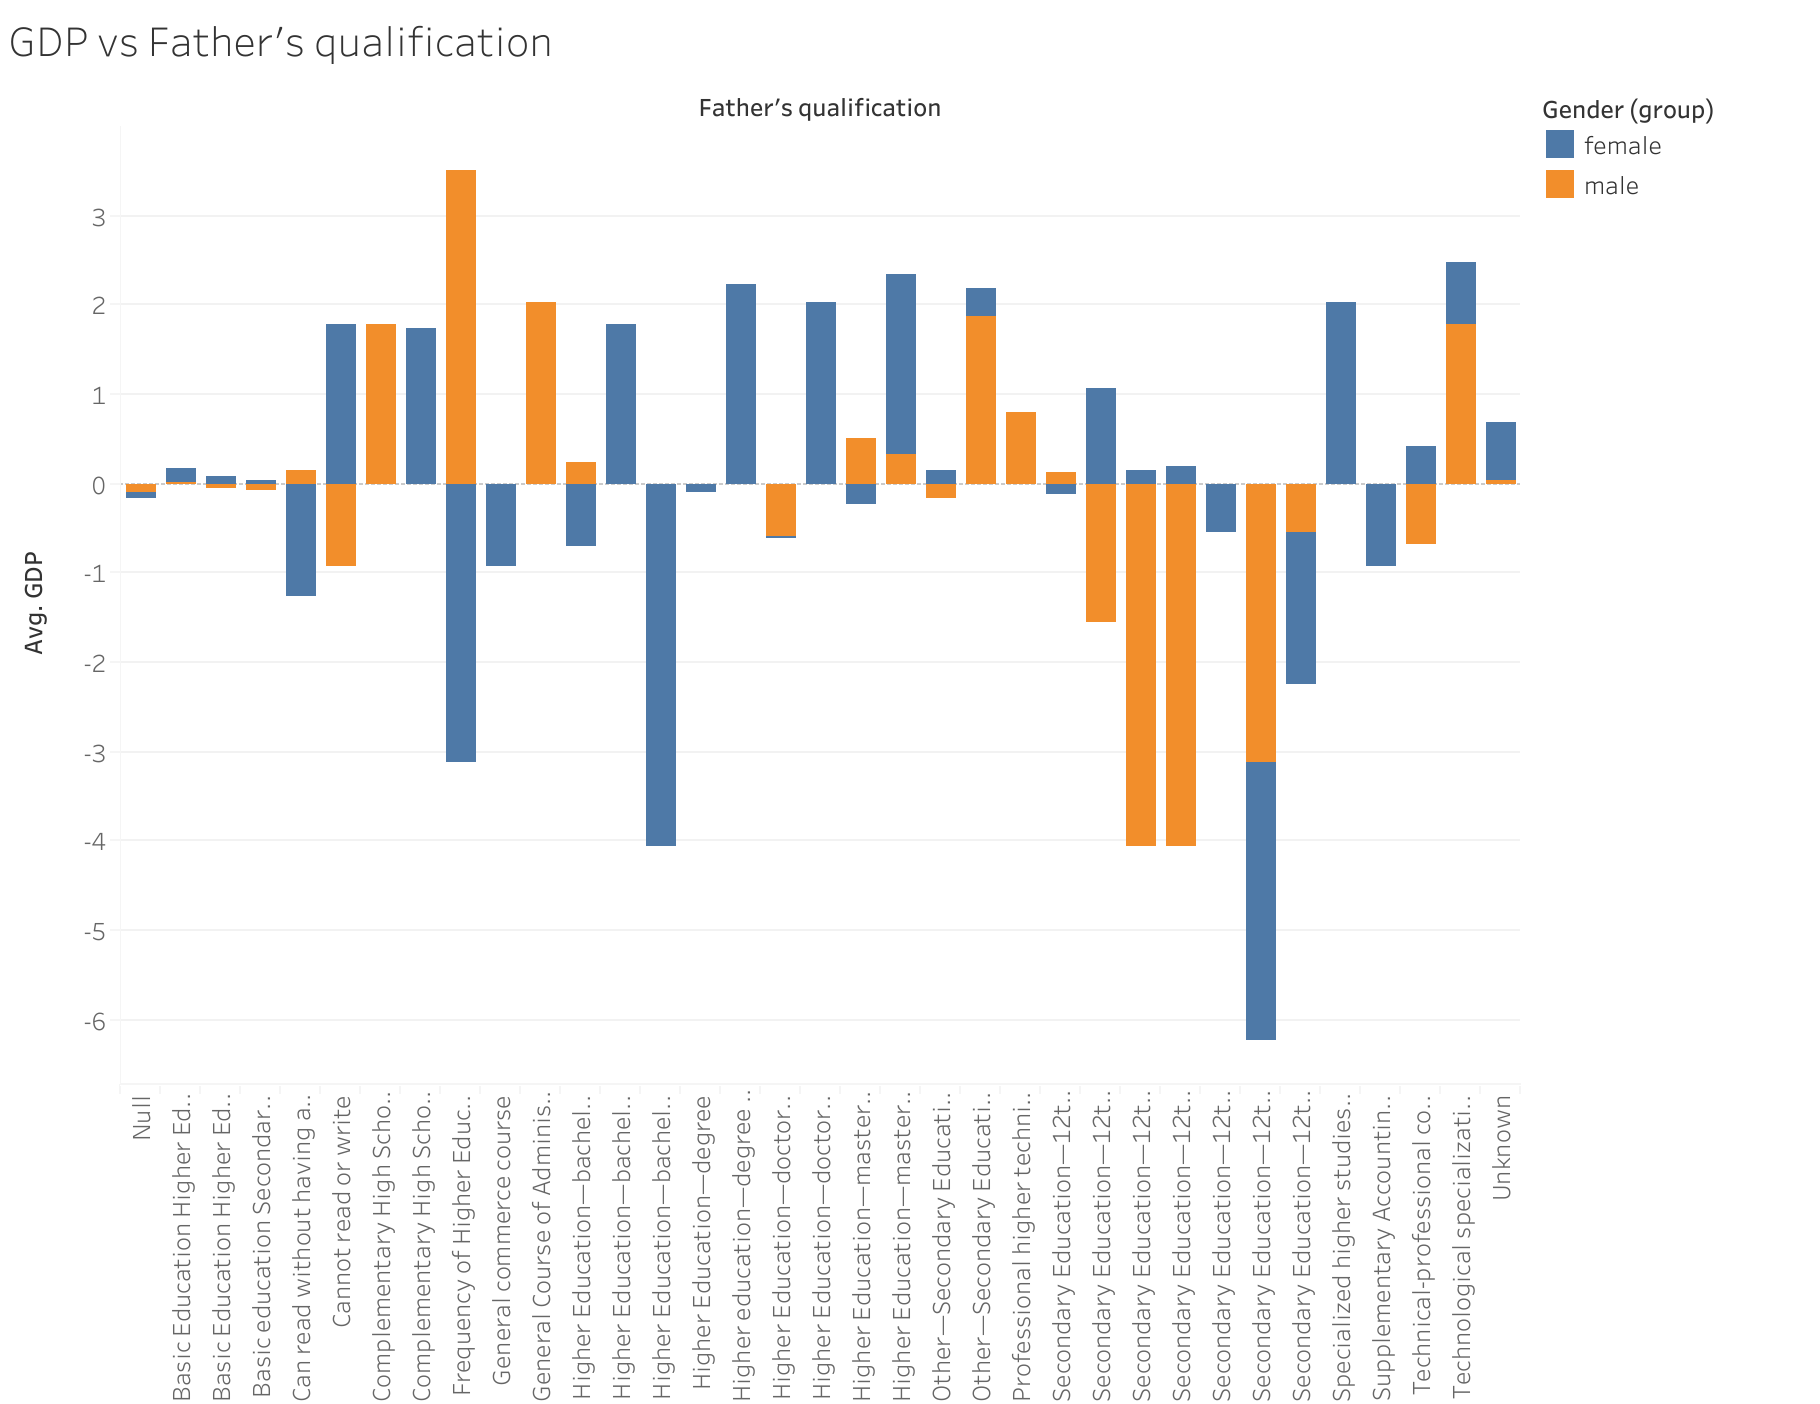 GDP vs Father’s qualification
Father’s qualification
Gender (group)
female
male
Avg. GDP
3
2
1
0
-1
-2
-3
-4
-5
-6
Null
Basic Education Higher Ed..
Basic Education Higher Ed..
Basic education Secondar..
Can read without having a..
Cannot read or write
Complementary High Scho..
Complementary High Scho..
Frequency of Higher Educ..
General commerce course
General Course of Adminis..
Higher Education—bachel..
Higher Education—bachel..
Higher Education—bachel..
Higher Education—degree
Higher education—degree ..
Higher Education—doctor..
Higher Education—doctor..
Higher Education—master..
Higher Education—master..
Other—Secondary Educati..
Other—Secondary Educati..
Professional higher techni..
Secondary Education—12t..
Secondary Education—12t..
Secondary Education—12t..
Secondary Education—12t..
Secondary Education—12t..
Secondary Education—12t..
Secondary Education—12t..
Specialized higher studies..
Supplementary Accountin..
Technical-professional co..
Technological specializati..
Unknown